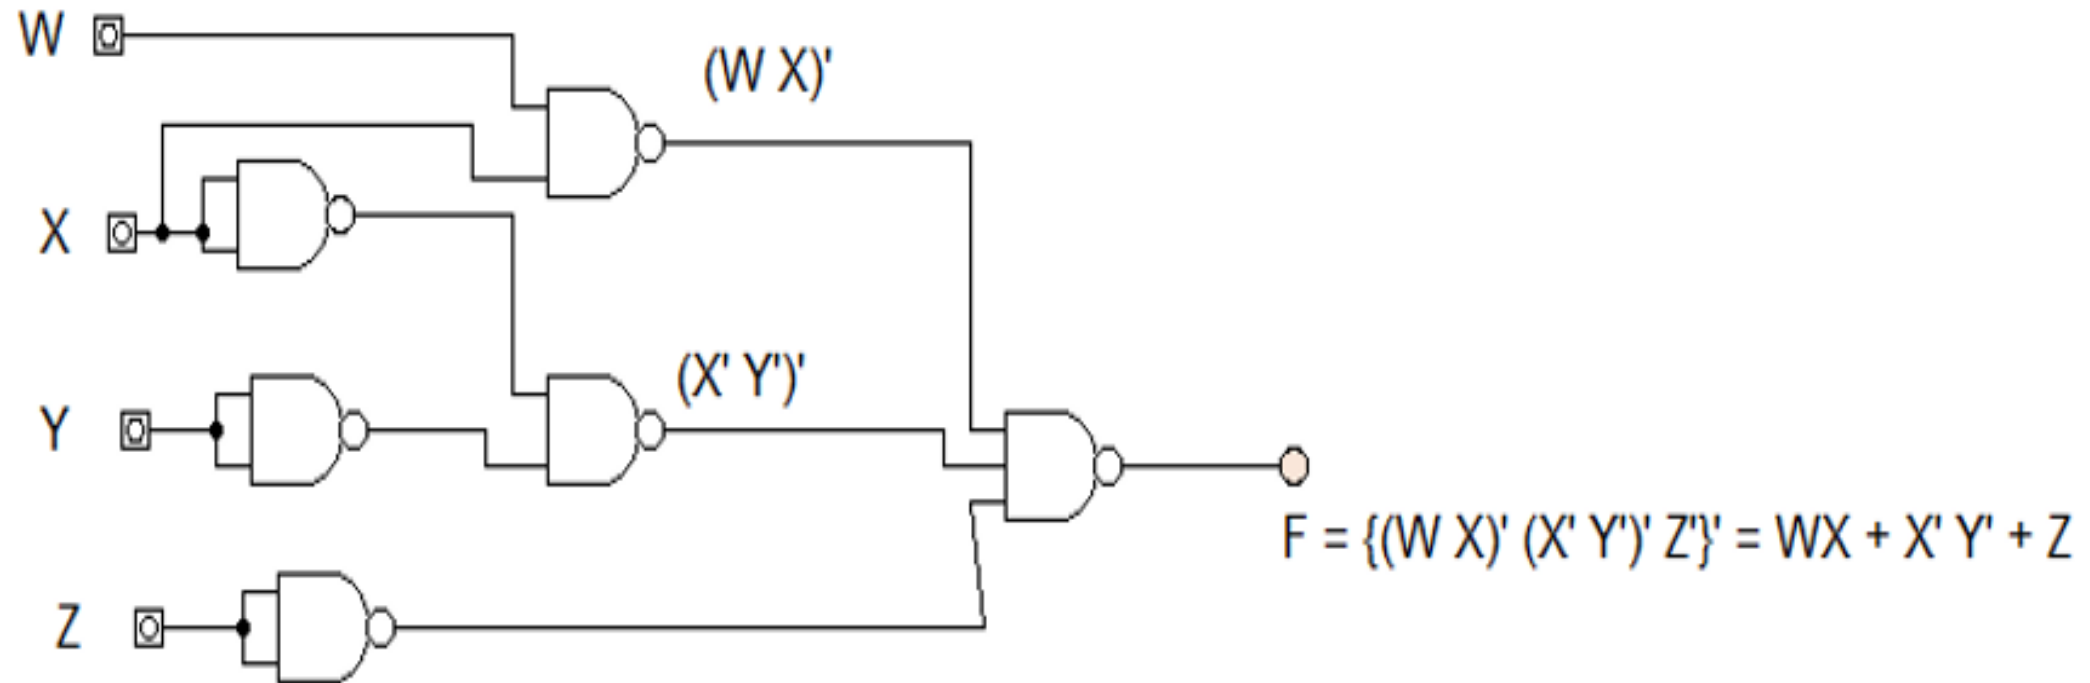 W
(W X)'
X
(X' Y')'
Y
F = {(W X)' (X' Y')' Z'}' = WX + X' Y' + Z
Z